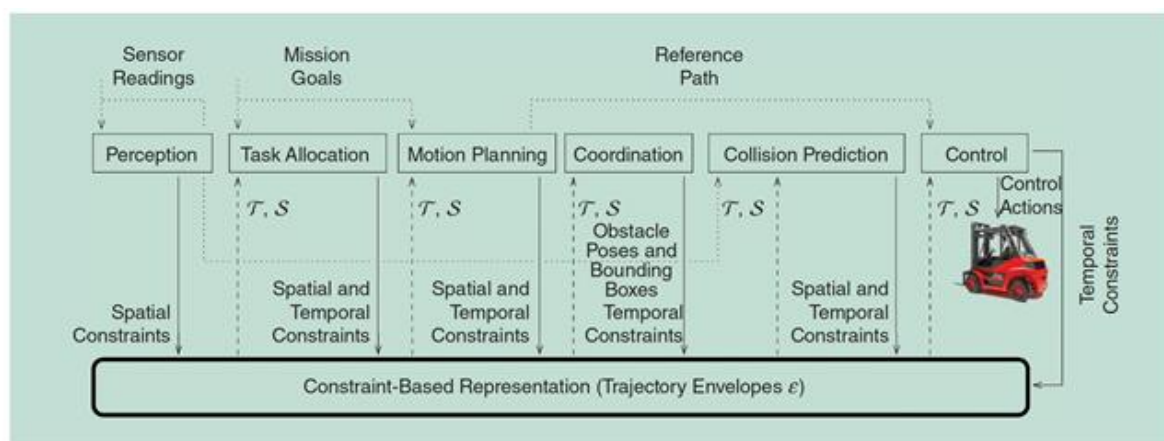 Sensor
Readings
Mission
Goals
Reference
Path
Perception
Task Allocation
Motion Planning
Coordination
Collision Prediction
Control
𝒯, 𝒮
𝒯, 𝒮
𝒯, 𝒮
𝒯, 𝒮
𝒯, 𝒮
Control
Actions
Obstacle
Poses and
Bounding
Boxes
Spatial
Constraints
Spatial and
Temporal
Constraints
Spatial and
Temporal
Constraints
Temporal
Constraints
Spatial and
Temporal
Constraints
Temporal
Constraints
Constraint-Based Representation (Trajectory Envelopes ε)